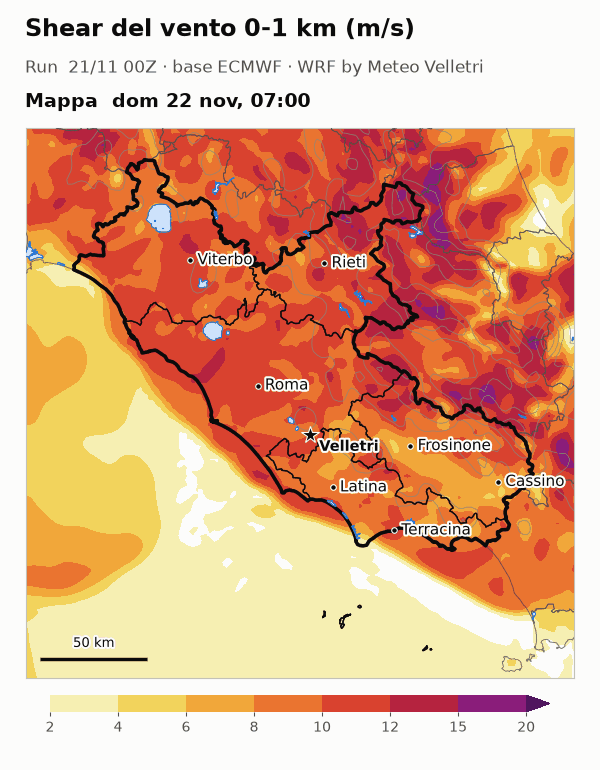 Shear del vento 0-1 km (m/s)
Run  21/11 00Z · base ECMWF · WRF by Meteo Velletri
Mappa  dom 22 nov, 07:00
Viterbo
Rieti
Roma
Velletri
Frosinone
Latina
Cassino
Terracina
50 km
2 4 6 8 10 12 15 20